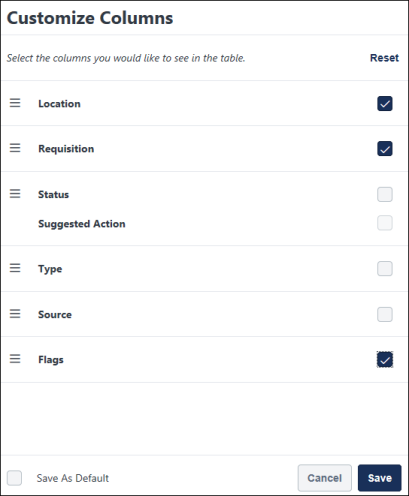 Customize Columns
Select the columns you would like to see in the table. Reset
Location
Requisition
Status
Suggested Action
Type
Source
Flags
Save As Default Cancel Save